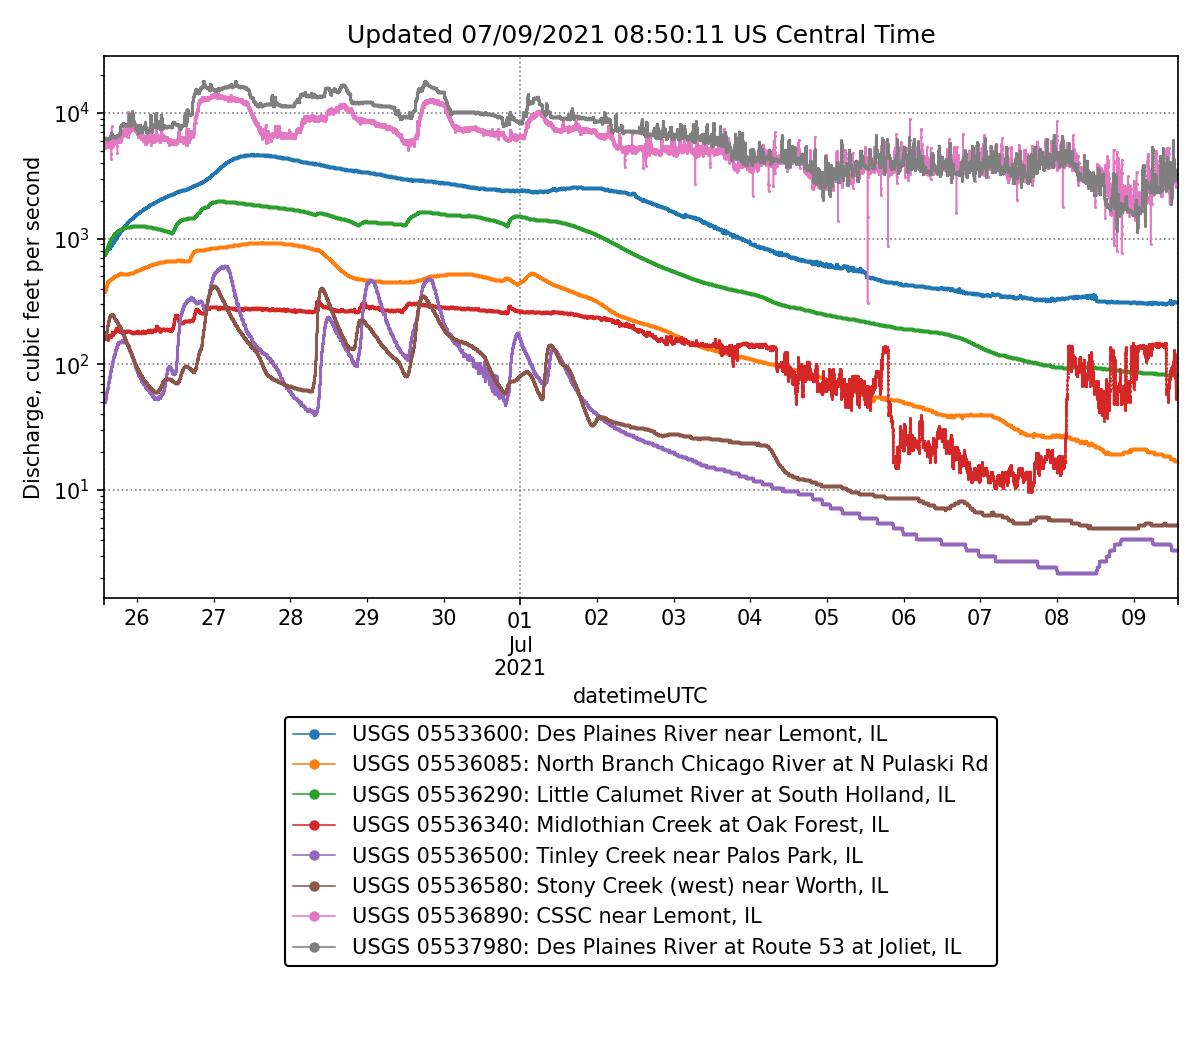 Updated 07/09/2021 08:50:11 US Central Time
Discharge, cubic feet per second
10^4
10^3
10^2
10^1
26 27 28 29 30 01 02 03 04 05 06 07 08 09
Jul
2021
datetimeUTC
USGS 05533600: Des Plaines River near Lemont, IL
USGS 05536085: North Branch Chicago River at N Pulaski Rd
USGS 05536290: Little Calumet River at South Holland, IL
USGS 05536340: Midlothian Creek at Oak Forest, IL
USGS 05536500: Tinley Creek near Palos Park, IL
USGS 05536580: Stony Creek (west) near Worth, IL
USGS 05536890: CSSC near Lemont, IL
USGS 05537980: Des Plaines River at Route 53 at Joliet, IL